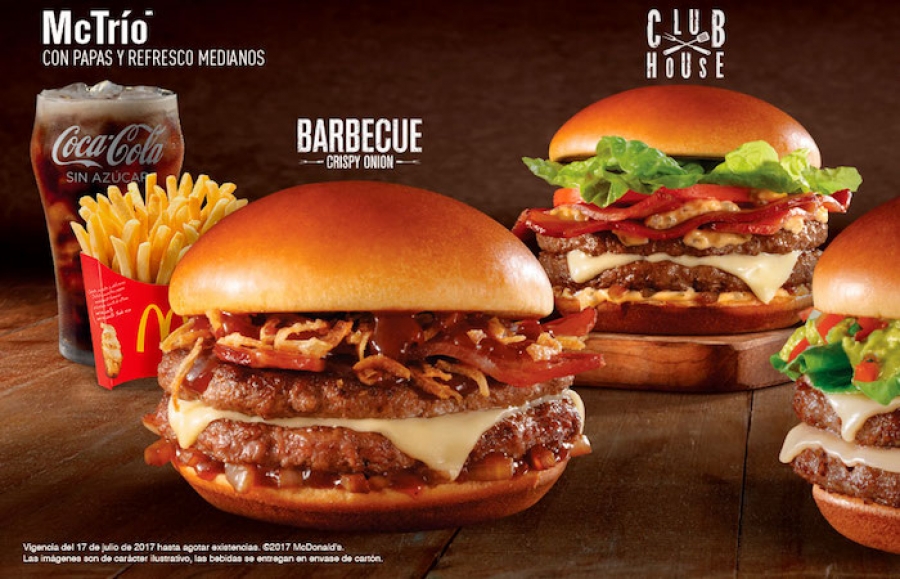 McTrío™
CON PAPAS Y REFRESCO MEDIANOS
CLUB
HOUSE
BARBECUE
CRISPY ONION
Coca-Cola
SIN AZÚCAR
Vigencia del 17 de julio de 2017 hasta agotar existencias. ©2017 McDonald's.
Las imágenes son de carácter ilustrativo, las bebidas se entregan en envase de cartón.